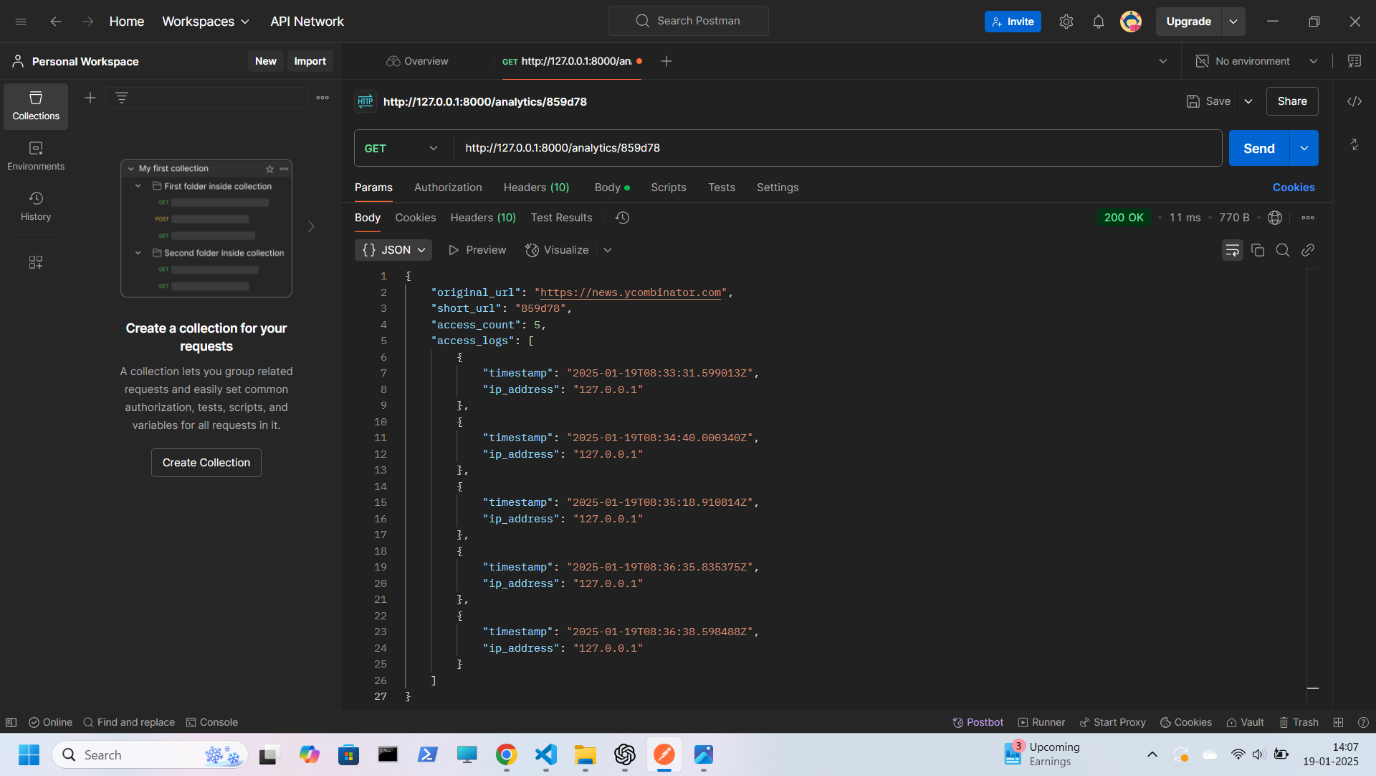 Home Workspaces API Network Search Postman Invite Upgrade
Personal Workspace New Import Overview GET http://127.0.0.1:8000/an No environment
Collections
Environments
History
My first collection
First folder inside collection
GET
POST
GET
Second folder inside collection
GET
GET
Create a collection for your
requests
A collection lets you group related
requests and easily set common
authorization, tests, scripts, and
variables for all requests in it.
Create Collection
HTTP http://127.0.0.1:8000/analytics/859d78 Save Share
GET http://127.0.0.1:8000/analytics/859d78 Send
Params Authorization Headers (10) Body Scripts Tests Settings Cookies
Body Cookies Headers (10) Test Results 200 OK 11 ms 770 B
{} JSON Preview Visualize
1 {
2 "original_url": "https://news.ycombinator.com",
3 "short_url": "859d78",
4 "access_count": 5,
5 "access_logs": [
6 {
7 "timestamp": "2025-01-19T08:33:31.599013Z",
8 "ip_address": "127.0.0.1"
9 },
10 {
11 "timestamp": "2025-01-19T08:34:40.000340Z",
12 "ip_address": "127.0.0.1"
13 },
14 {
15 "timestamp": "2025-01-19T08:35:18.910814Z",
16 "ip_address": "127.0.0.1"
17 },
18 {
19 "timestamp": "2025-01-19T08:36:35.835375Z",
20 "ip_address": "127.0.0.1"
21 },
22 {
23 "timestamp": "2025-01-19T08:36:38.598488Z",
24 "ip_address": "127.0.0.1"
25 }
26 ]
27 }
Online Find and replace Console Postbot Runner Start Proxy Cookies Vault Trash
Search 3 Upcoming Earnings 14:07
19-01-2025